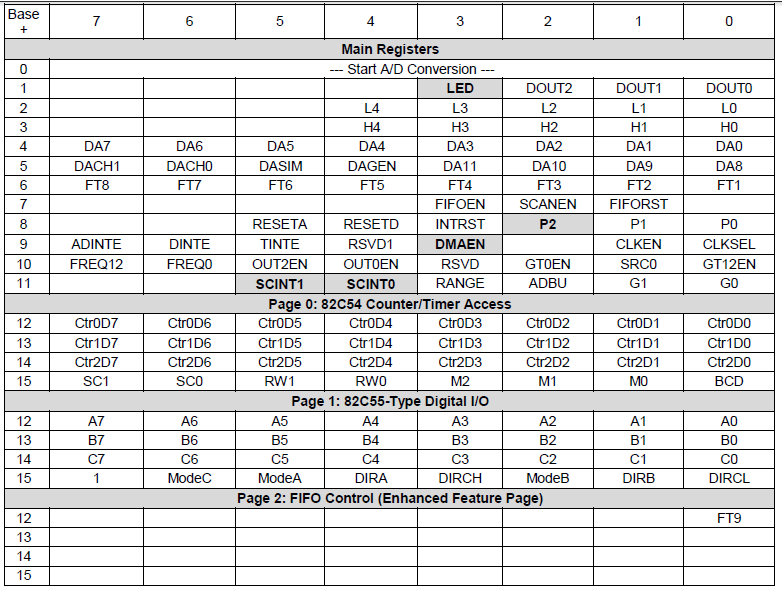 Base + 7 6 5 4 3 2 1 0
Main Registers
0 --- Start A/D Conversion ---
1 LED DOUT2 DOUT1 DOUT0
2 L4 L3 L2 L1 L0
3 H4 H3 H2 H1 H0
4 DA7 DA6 DA5 DA4 DA3 DA2 DA1 DA0
5 DACH1 DACH0 DASIM DAGEN DA11 DA10 DA9 DA8
6 FT8 FT7 FT6 FT5 FT4 FT3 FT2 FT1
7 FIFOEN SCANEN FIFORST
8 RESETA RESETD INTRST P2 P1 P0
9 ADINTE DINTE TINTE RSVD1 DMAEN CLKEN CLKSEL
10 FREQ12 FREQ0 OUT2EN OUT0EN RSVD GT0EN SRC0 GT12EN
11 SCINT1 SCINT0 RANGE ADBU G1 G0
Page 0: 82C54 Counter/Timer Access
12 Ctr0D7 Ctr0D6 Ctr0D5 Ctr0D4 Ctr0D3 Ctr0D2 Ctr0D1 Ctr0D0
13 Ctr1D7 Ctr1D6 Ctr1D5 Ctr1D4 Ctr1D3 Ctr1D2 Ctr1D1 Ctr1D0
14 Ctr2D7 Ctr2D6 Ctr2D5 Ctr2D4 Ctr2D3 Ctr2D2 Ctr2D1 Ctr2D0
15 SC1 SC0 RW1 RW0 M2 M1 M0 BCD
Page 1: 82C55-Type Digital I/O
12 A7 A6 A5 A4 A3 A2 A1 A0
13 B7 B6 B5 B4 B3 B2 B1 B0
14 C7 C6 C5 C4 C3 C2 C1 C0
15 1 ModeC ModeA DIRA DIRCH ModeB DIRB DIRCL
Page 2: FIFO Control (Enhanced Feature Page)
12 FT9
13
14
15